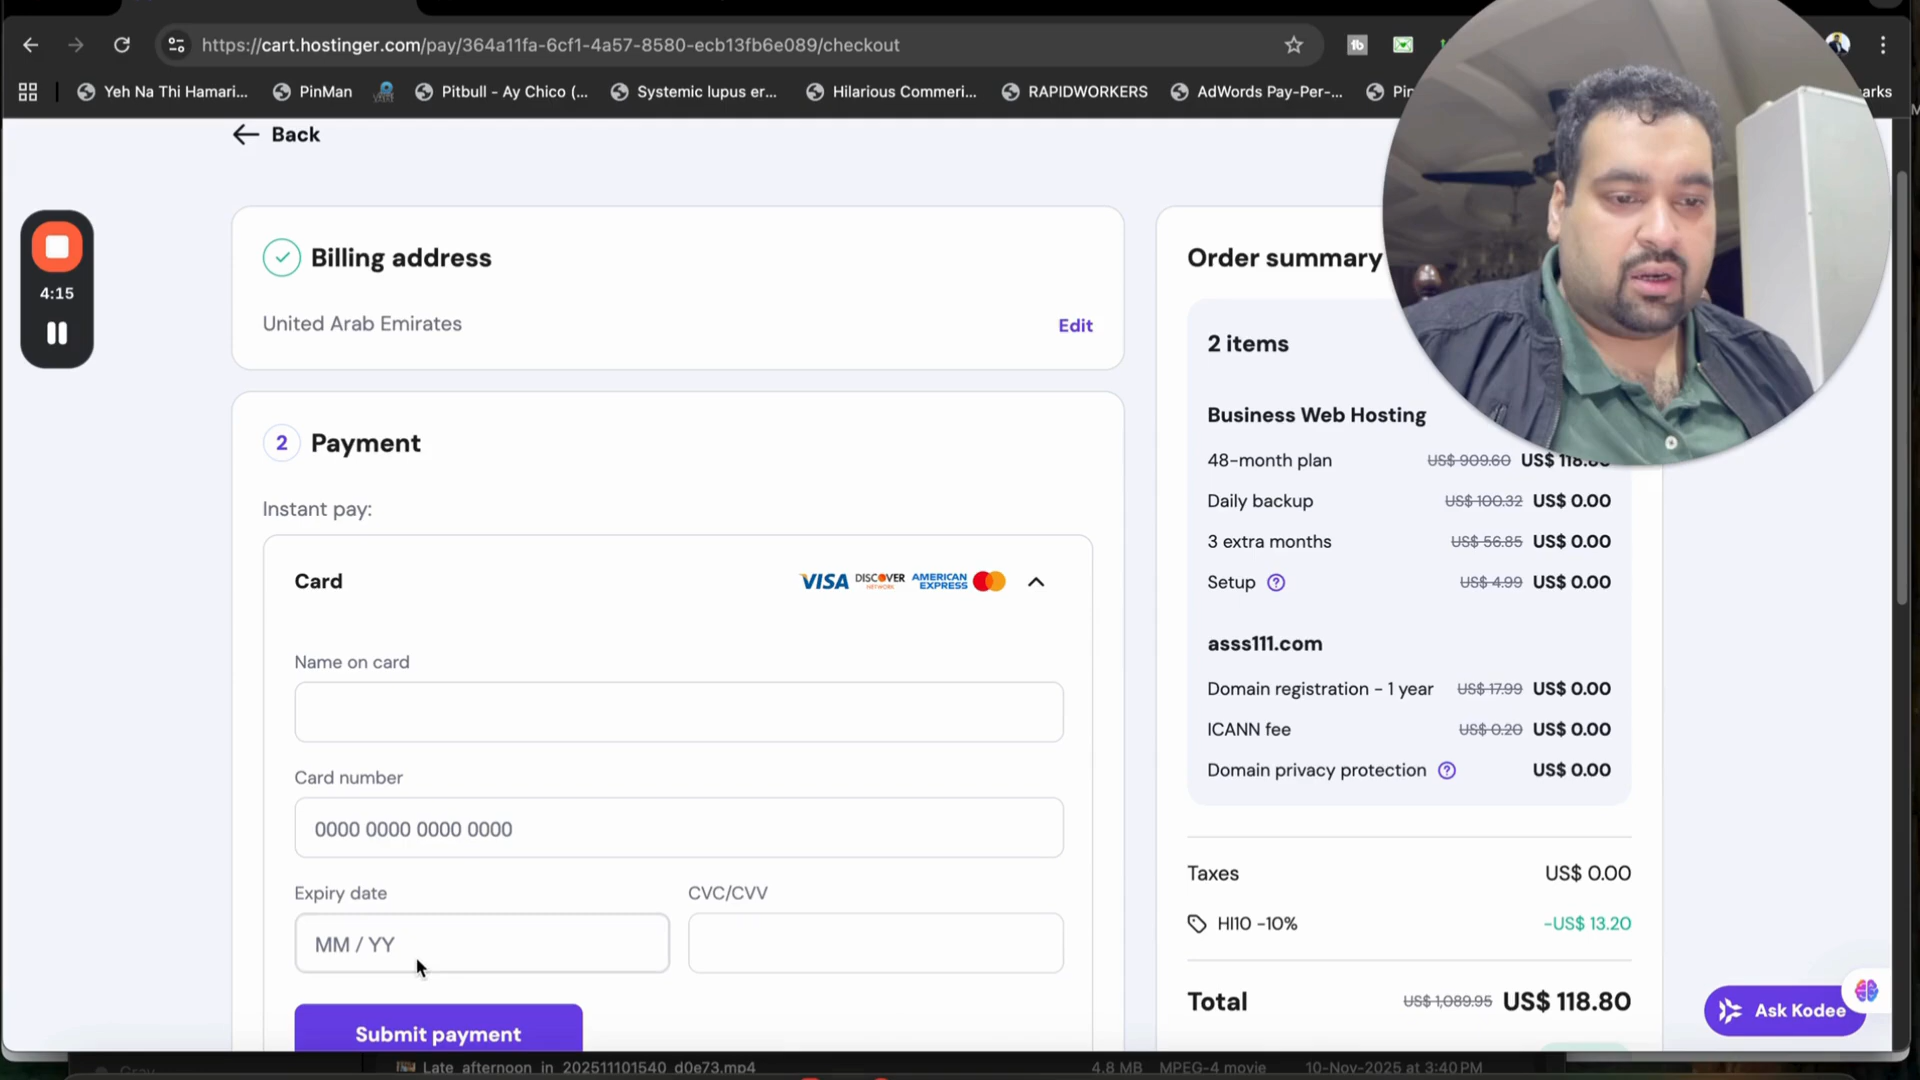 https://cart.hostinger.com/pay/364a11fa-6cf1-4a57-8580-ecb13fb6e089/checkout
Yeh Na Thi Hamari...
PinMan
Pitbull - Ay Chico (...
Systemic lupus er...
Hilarious Commeri...
RAPIDWORKERS
AdWords Pay-Per-...
Back
4:15
Billing address
United Arab Emirates
Edit
2 Payment
Instant pay:
Card
VISA DISCOVER NETWORK AMERICAN EXPRESS
Name on card
Card number
0000 0000 0000 0000
Expiry date
CVC/CVV
MM / YY
Submit payment
Order summary
2 items
Business Web Hosting
48-month plan US$ 909.60 US$ 118.80
Daily backup US$ 100.32 US$ 0.00
3 extra months US$ 56.85 US$ 0.00
Setup US$ 4.99 US$ 0.00
asss111.com
Domain registration - 1 year US$ 17.99 US$ 0.00
ICANN fee US$ 0.20 US$ 0.00
Domain privacy protection US$ 0.00
Taxes US$ 0.00
HI10 -10% -US$ 13.20
Total US$ 1,089.95 US$ 118.80
Ask Kodee
Gray
Late_afternoon_in_202511101540_d0e73.mp4 4.8 MB MPEG-4 movie 10-Nov-2025 at 3:40 PM